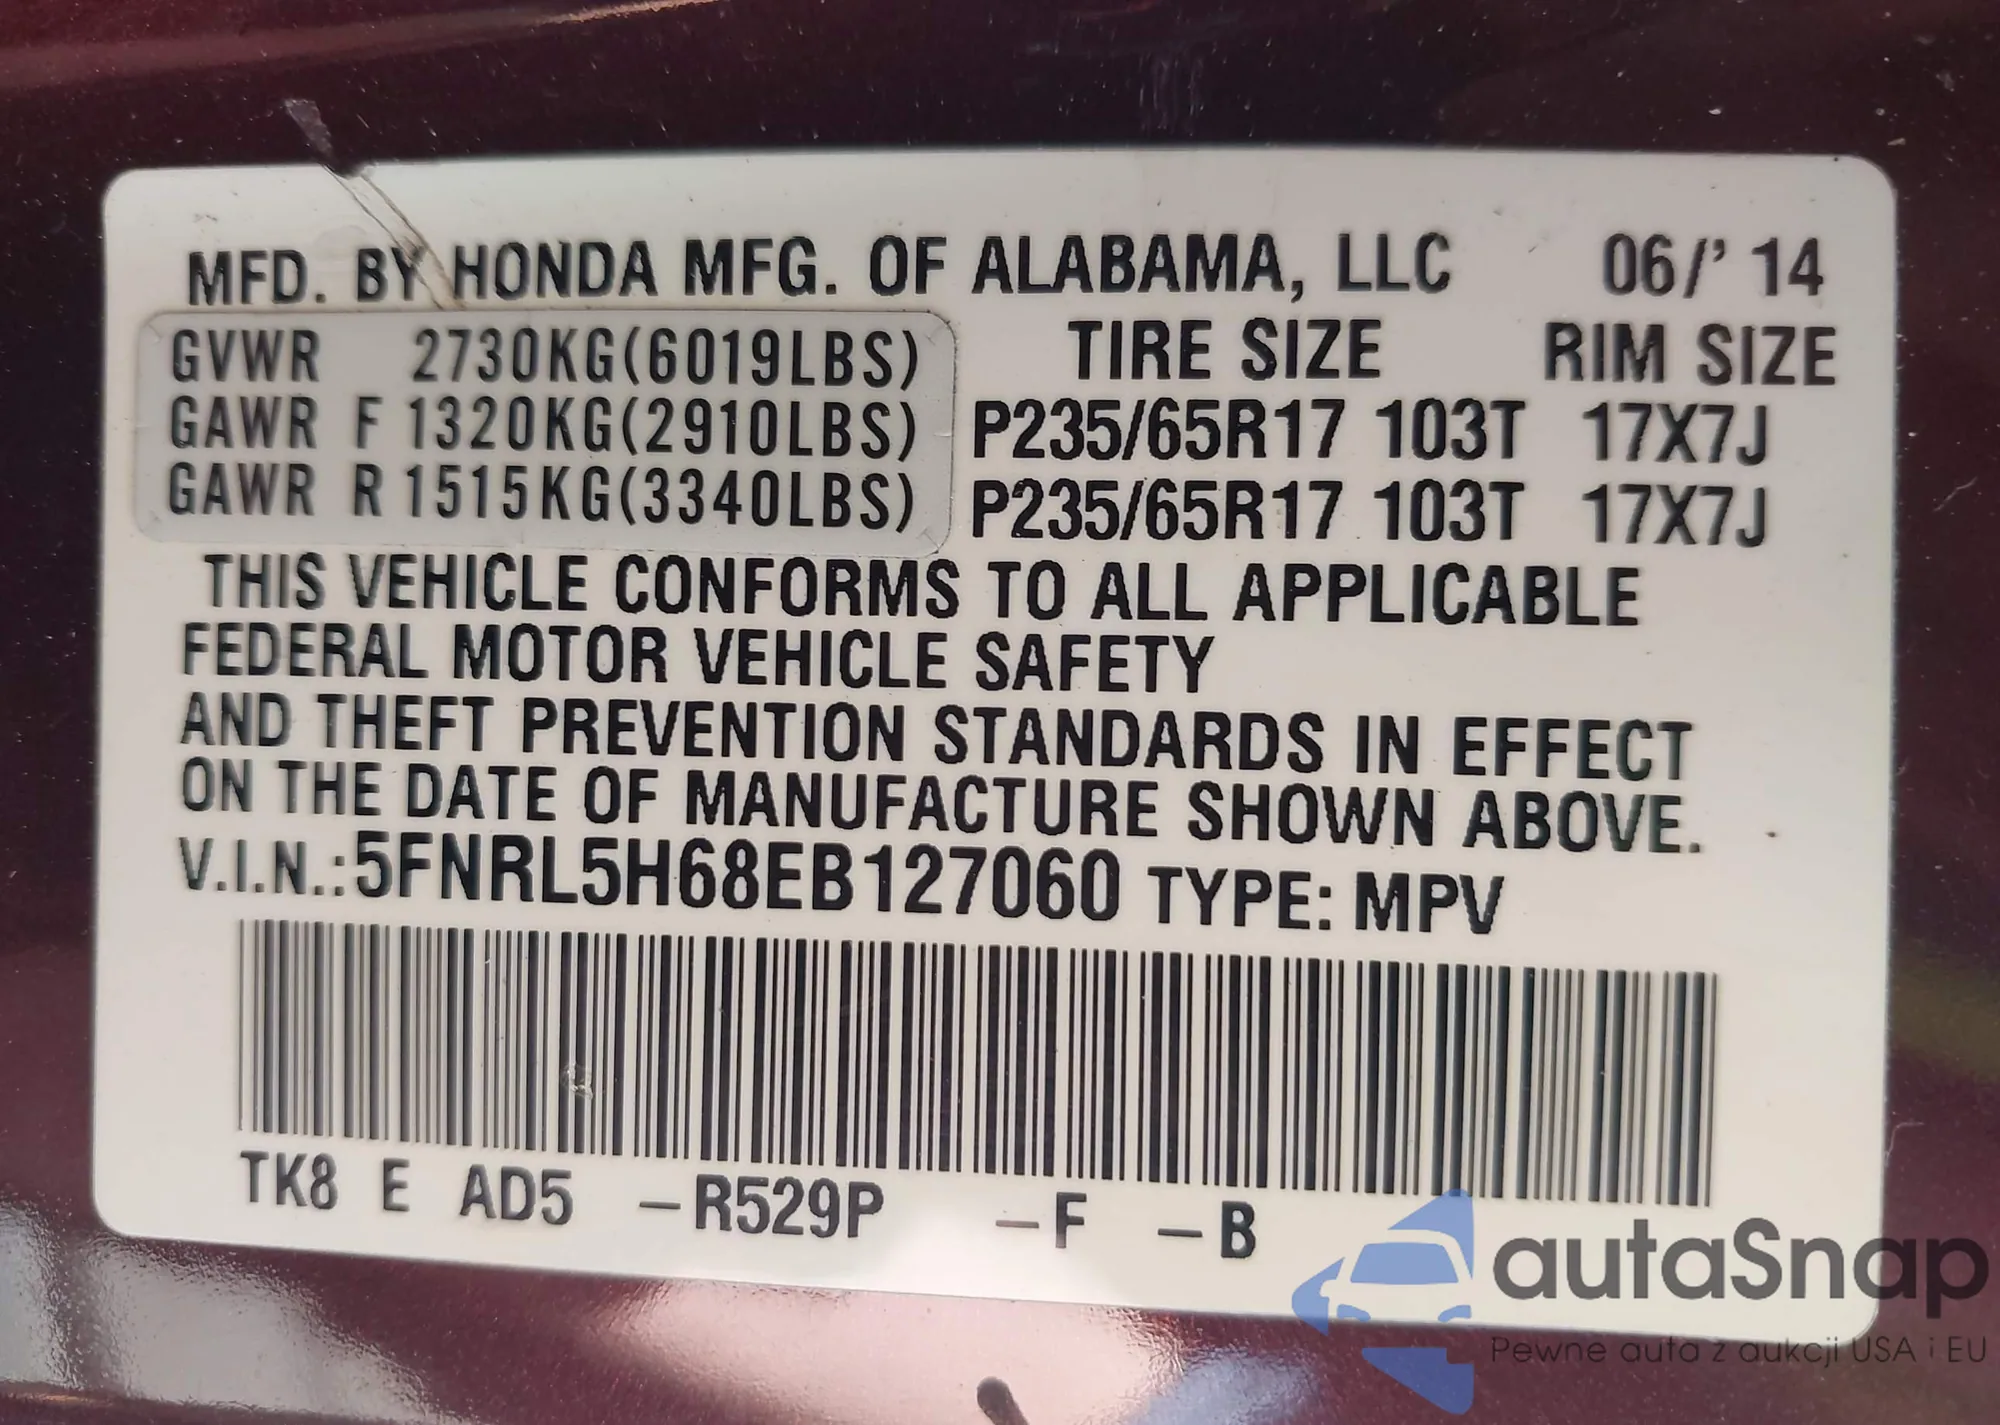 MFD. BY HONDA MFG. OF ALABAMA, LLC 06/' 14
GVWR 2730KG(6019LBS) TIRE SIZE RIM SIZE
GAWR F 1320KG(2910LBS) P235/65R17 103T 17X7J
GAWR R 1515KG(3340LBS) P235/65R17 103T 17X7J
THIS VEHICLE CONFORMS TO ALL APPLICABLE
FEDERAL MOTOR VEHICLE SAFETY
AND THEFT PREVENTION STANDARDS IN EFFECT
ON THE DATE OF MANUFACTURE SHOWN ABOVE.
V.I.N.:5FNRL5H68EB127060 TYPE: MPV
TK8 E AD5 -R529P -F -B
autaSnap
Pewne auta z aukcji USA i EU